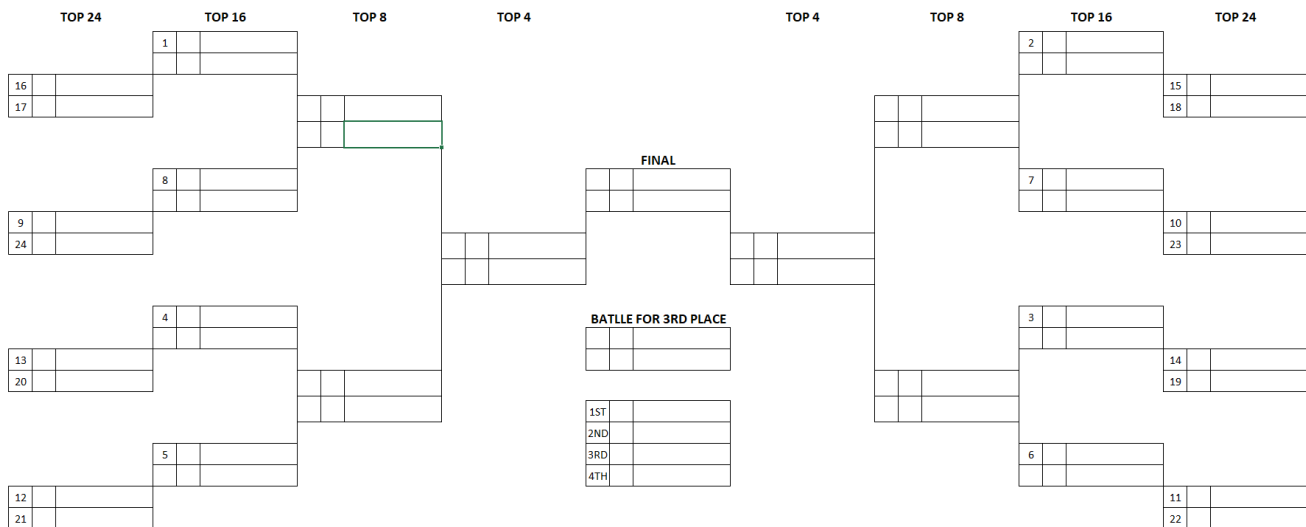 TOP 24 TOP 16 TOP 8 TOP 4 TOP 4 TOP 8 TOP 16 TOP 24
1 2
16 15
17 18
FINAL
8 7
9 10
24 23
4 BATLLE FOR 3RD PLACE 3
13 14
20 19
1ST
2ND
5 3RD 6
4TH
12 11
21 22